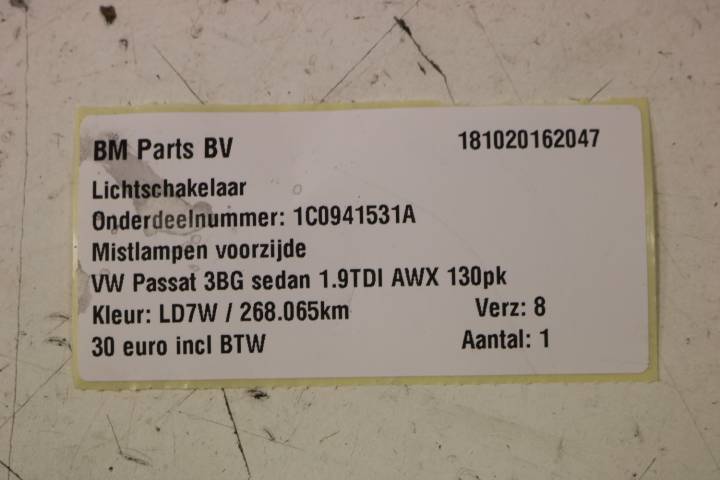 BM Parts BV 181020162047
Lichtschakelaar
Onderdeelnummer: 1C0941531A
Mistlampen voorzijde
VW Passat 3BG sedan 1.9TDI AWX 130pk
Kleur: LD7W / 268.065km Verz: 8
30 euro incl BTW Aantal: 1